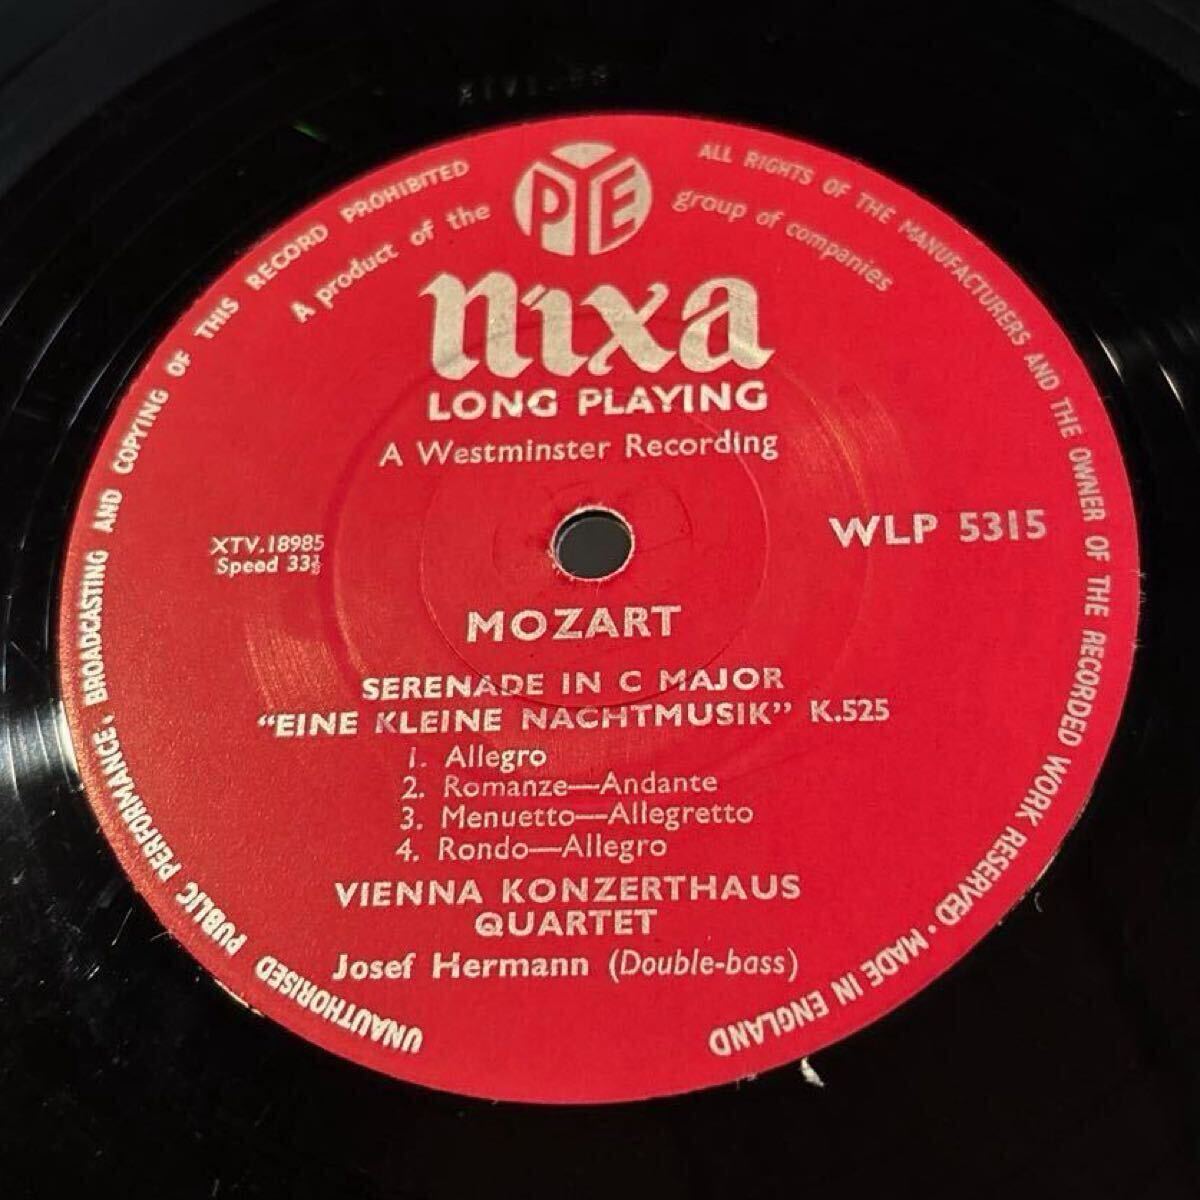 UNAUTHORISED PUBLIC PERFORMANCE, BROADCASTING AND COPYING OF THIS RECORD PROHIBITED
ALL RIGHTS OF THE MANUFACTURERS AND THE OWNER OF THE RECORDED WORK RESERVED · MADE IN ENGLAND
A product of the PYE group of companies
nixa
LONG PLAYING
A Westminster Recording
XTV.18985
Speed 33⅓
WLP 5315
MOZART
SERENADE IN C MAJOR
“EINE KLEINE NACHTMUSIK” K.525
1. Allegro
2. Romanze—Andante
3. Menuetto—Allegretto
4. Rondo—Allegro
VIENNA KONZERTHAUS
QUARTET
Josef Hermann (Double-bass)